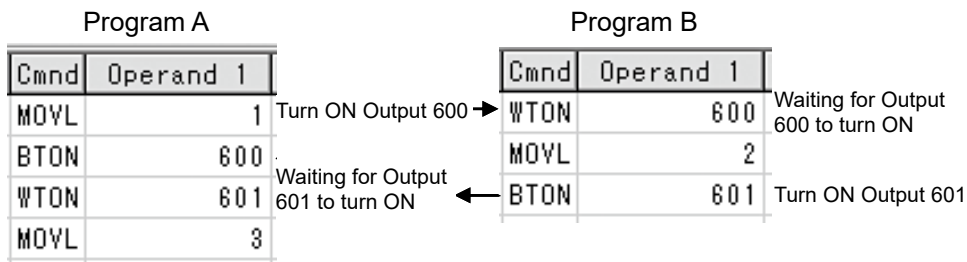 Program A
Cmnd Operand 1
MOVL 1
BTON 600
WTON 601
MOVL 3
Turn ON Output 600
Waiting for Output
601 to turn ON
Program B
Cmnd Operand 1
WTON 600
MOVL 2
BTON 601
Waiting for Output
600 to turn ON
Turn ON Output 601